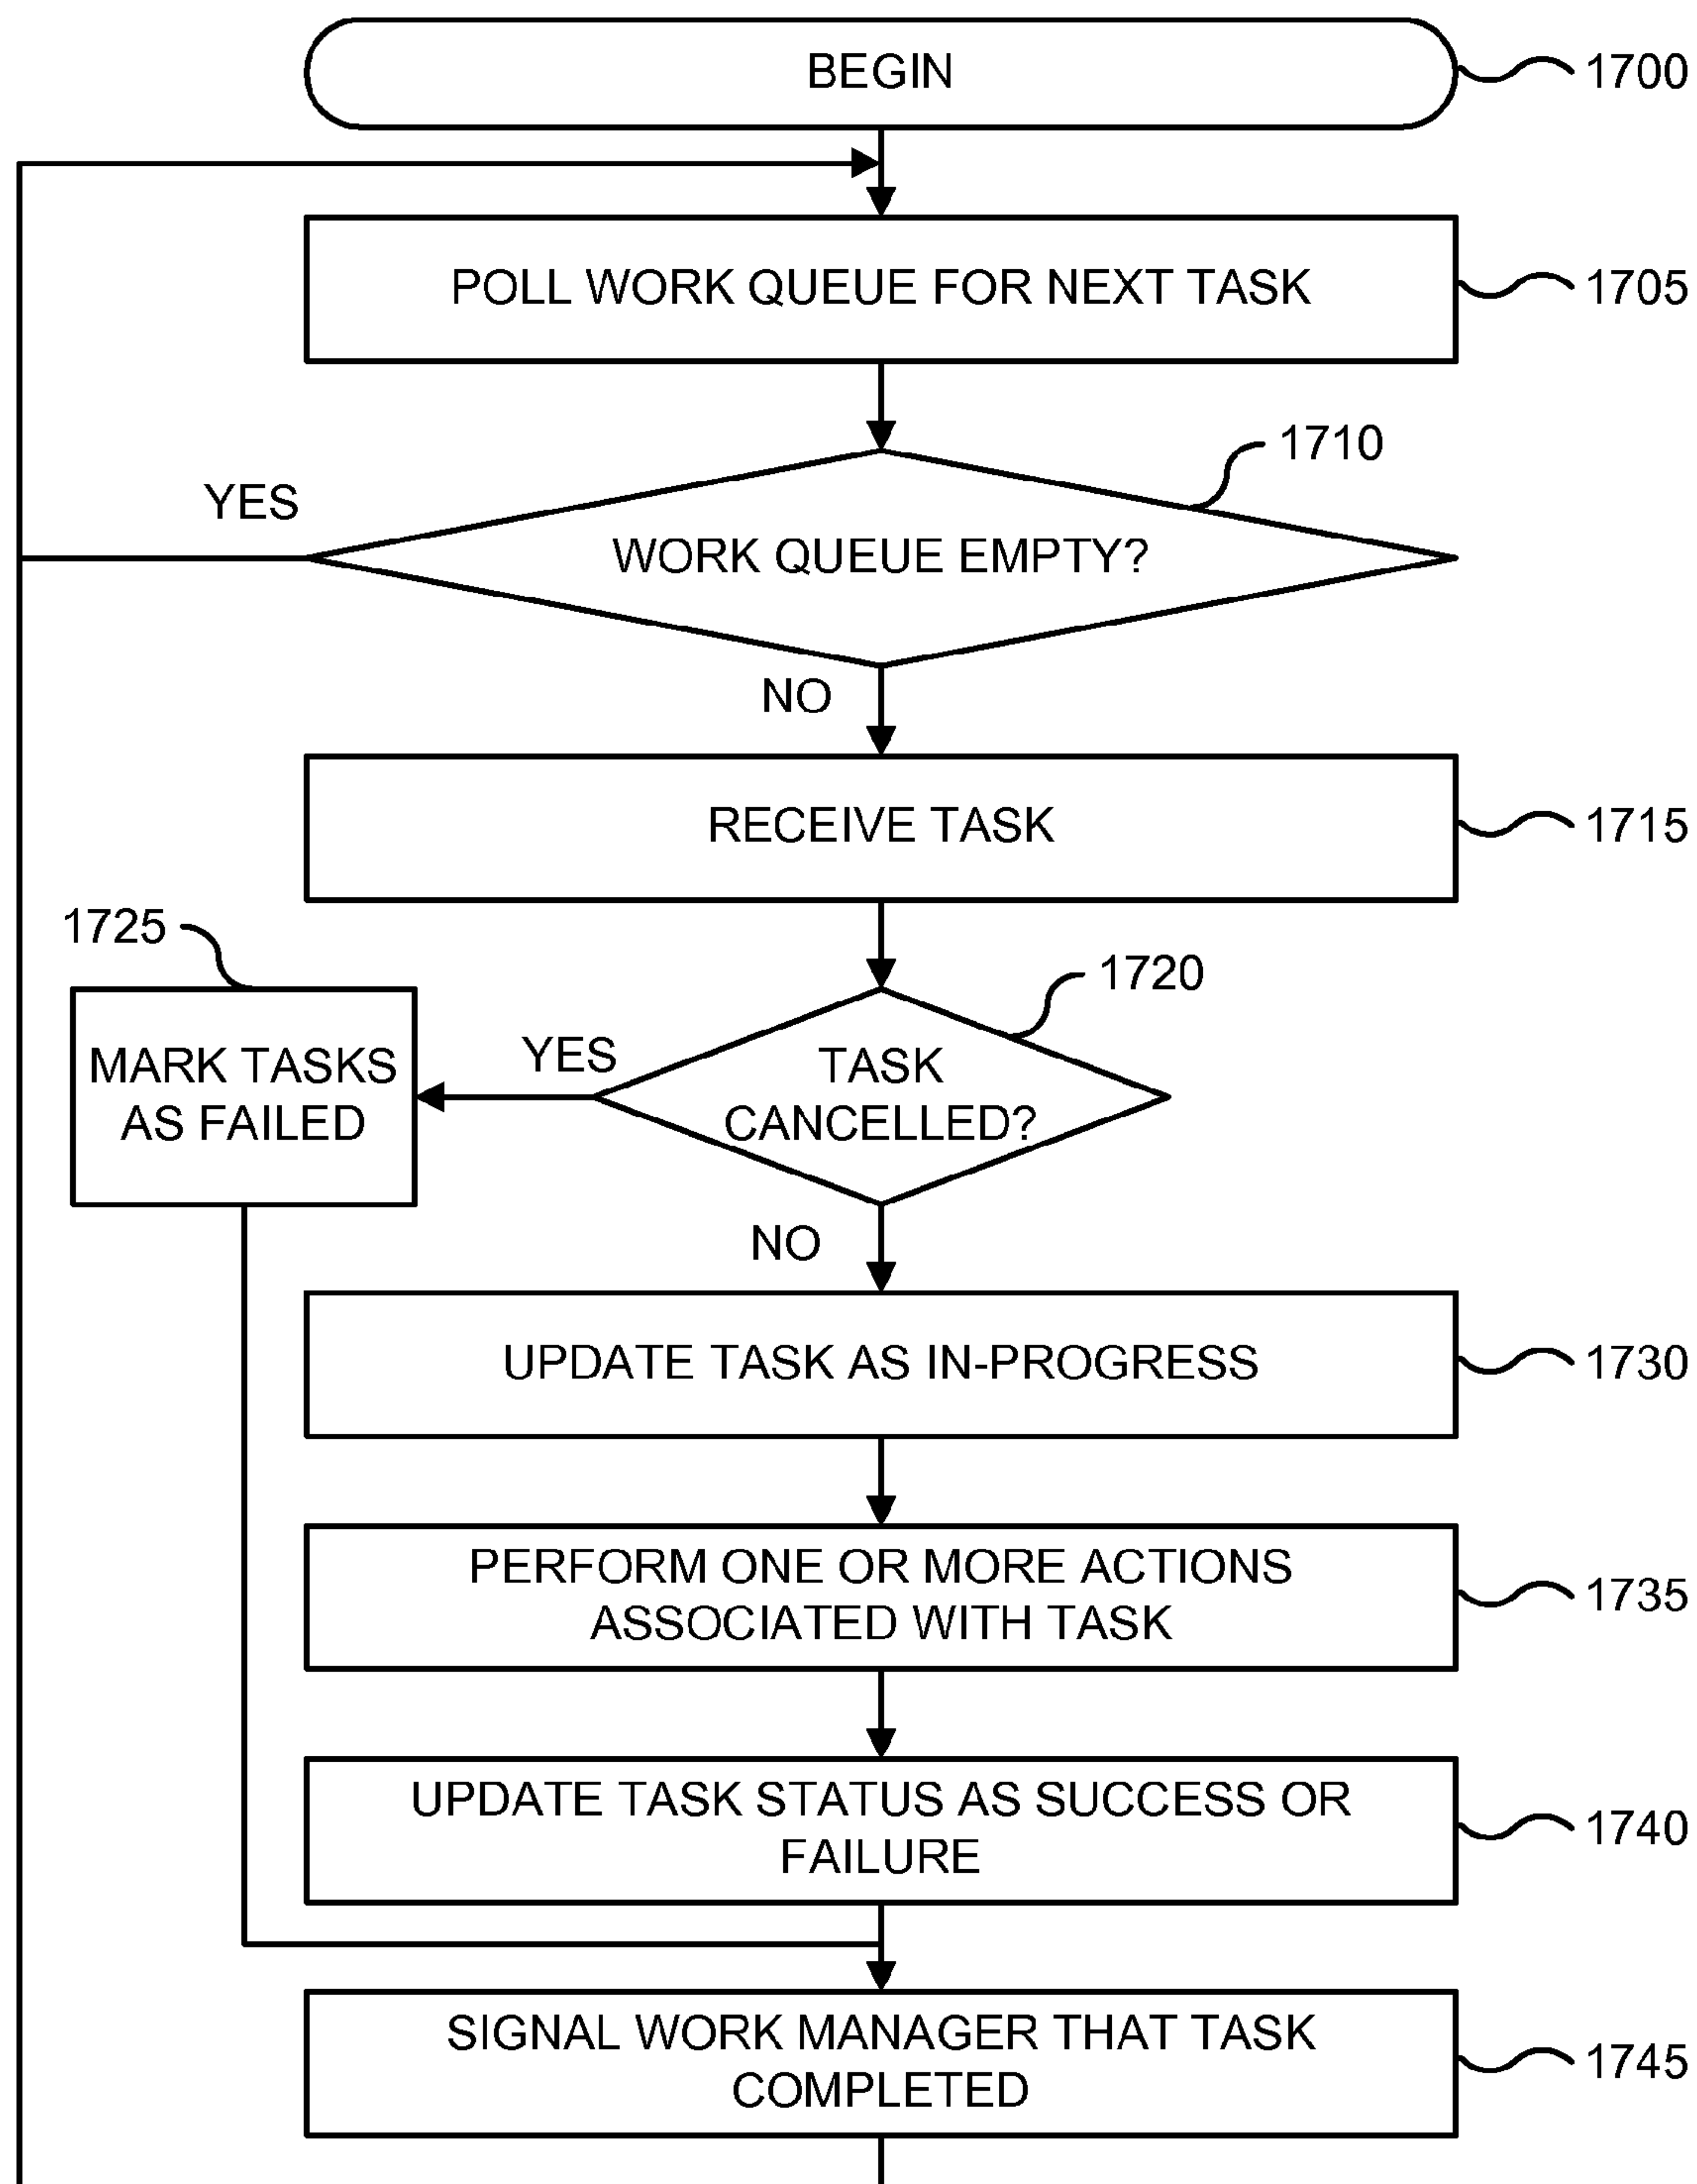 BEGIN
1700
POLL WORK QUEUE FOR NEXT TASK
1705
1710
YES
WORK QUEUE EMPTY?
NO
RECEIVE TASK
1715
1725
1720
MARK TASKS
AS FAILED
YES
TASK
CANCELLED?
NO
UPDATE TASK AS IN-PROGRESS
1730
PERFORM ONE OR MORE ACTIONS
ASSOCIATED WITH TASK
1735
UPDATE TASK STATUS AS SUCCESS OR
FAILURE
1740
SIGNAL WORK MANAGER THAT TASK
COMPLETED
1745